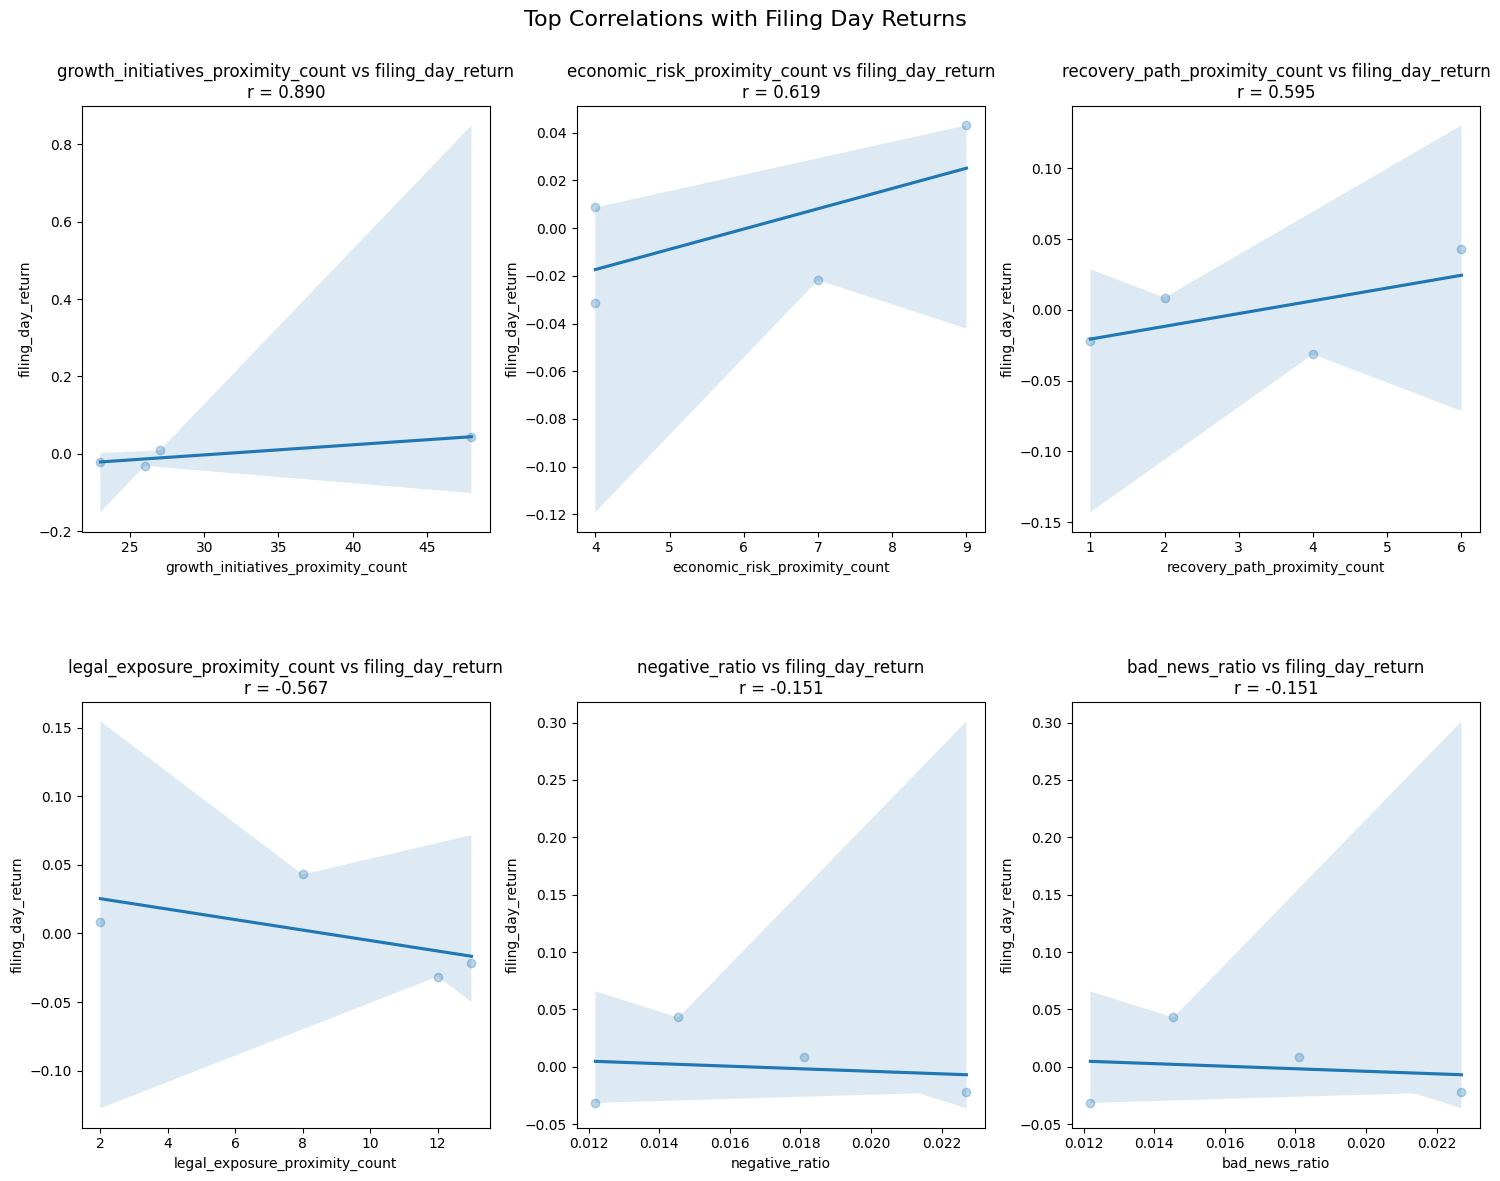 Top Correlations with Filing Day Returns
growth_initiatives_proximity_count vs filing_day_return
r = 0.890
0.8
0.6
0.4
0.2
0.0
−0.2
filing_day_return
25 30 35 40 45
growth_initiatives_proximity_count
economic_risk_proximity_count vs filing_day_return
r = 0.619
0.04
0.02
0.00
−0.02
−0.04
−0.06
−0.08
−0.10
−0.12
filing_day_return
4 5 6 7 8 9
economic_risk_proximity_count
recovery_path_proximity_count vs filing_day_return
r = 0.595
0.10
0.05
0.00
−0.05
−0.10
−0.15
filing_day_return
1 2 3 4 5 6
recovery_path_proximity_count
legal_exposure_proximity_count vs filing_day_return
r = -0.567
0.15
0.10
0.05
0.00
−0.05
−0.10
filing_day_return
2 4 6 8 10 12
legal_exposure_proximity_count
negative_ratio vs filing_day_return
r = -0.151
0.30
0.25
0.20
0.15
0.10
0.05
0.00
−0.05
filing_day_return
0.012 0.014 0.016 0.018 0.020 0.022
negative_ratio
bad_news_ratio vs filing_day_return
r = -0.151
0.30
0.25
0.20
0.15
0.10
0.05
0.00
−0.05
filing_day_return
0.012 0.014 0.016 0.018 0.020 0.022
bad_news_ratio